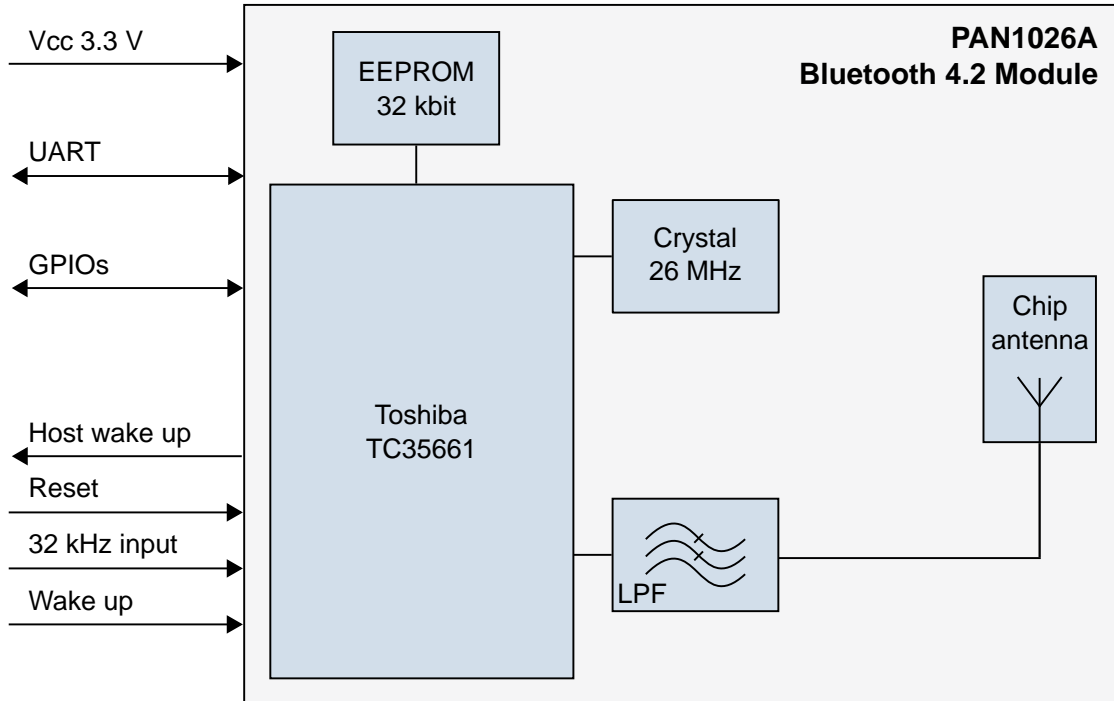 Vcc 3.3 V
UART
GPIOs
Host wake up
Reset
32 kHz input
Wake up
PAN1026A
Bluetooth 4.2 Module
EEPROM
32 kbit
Crystal
26 MHz
Toshiba
TC35661
Chip
antenna
LPF